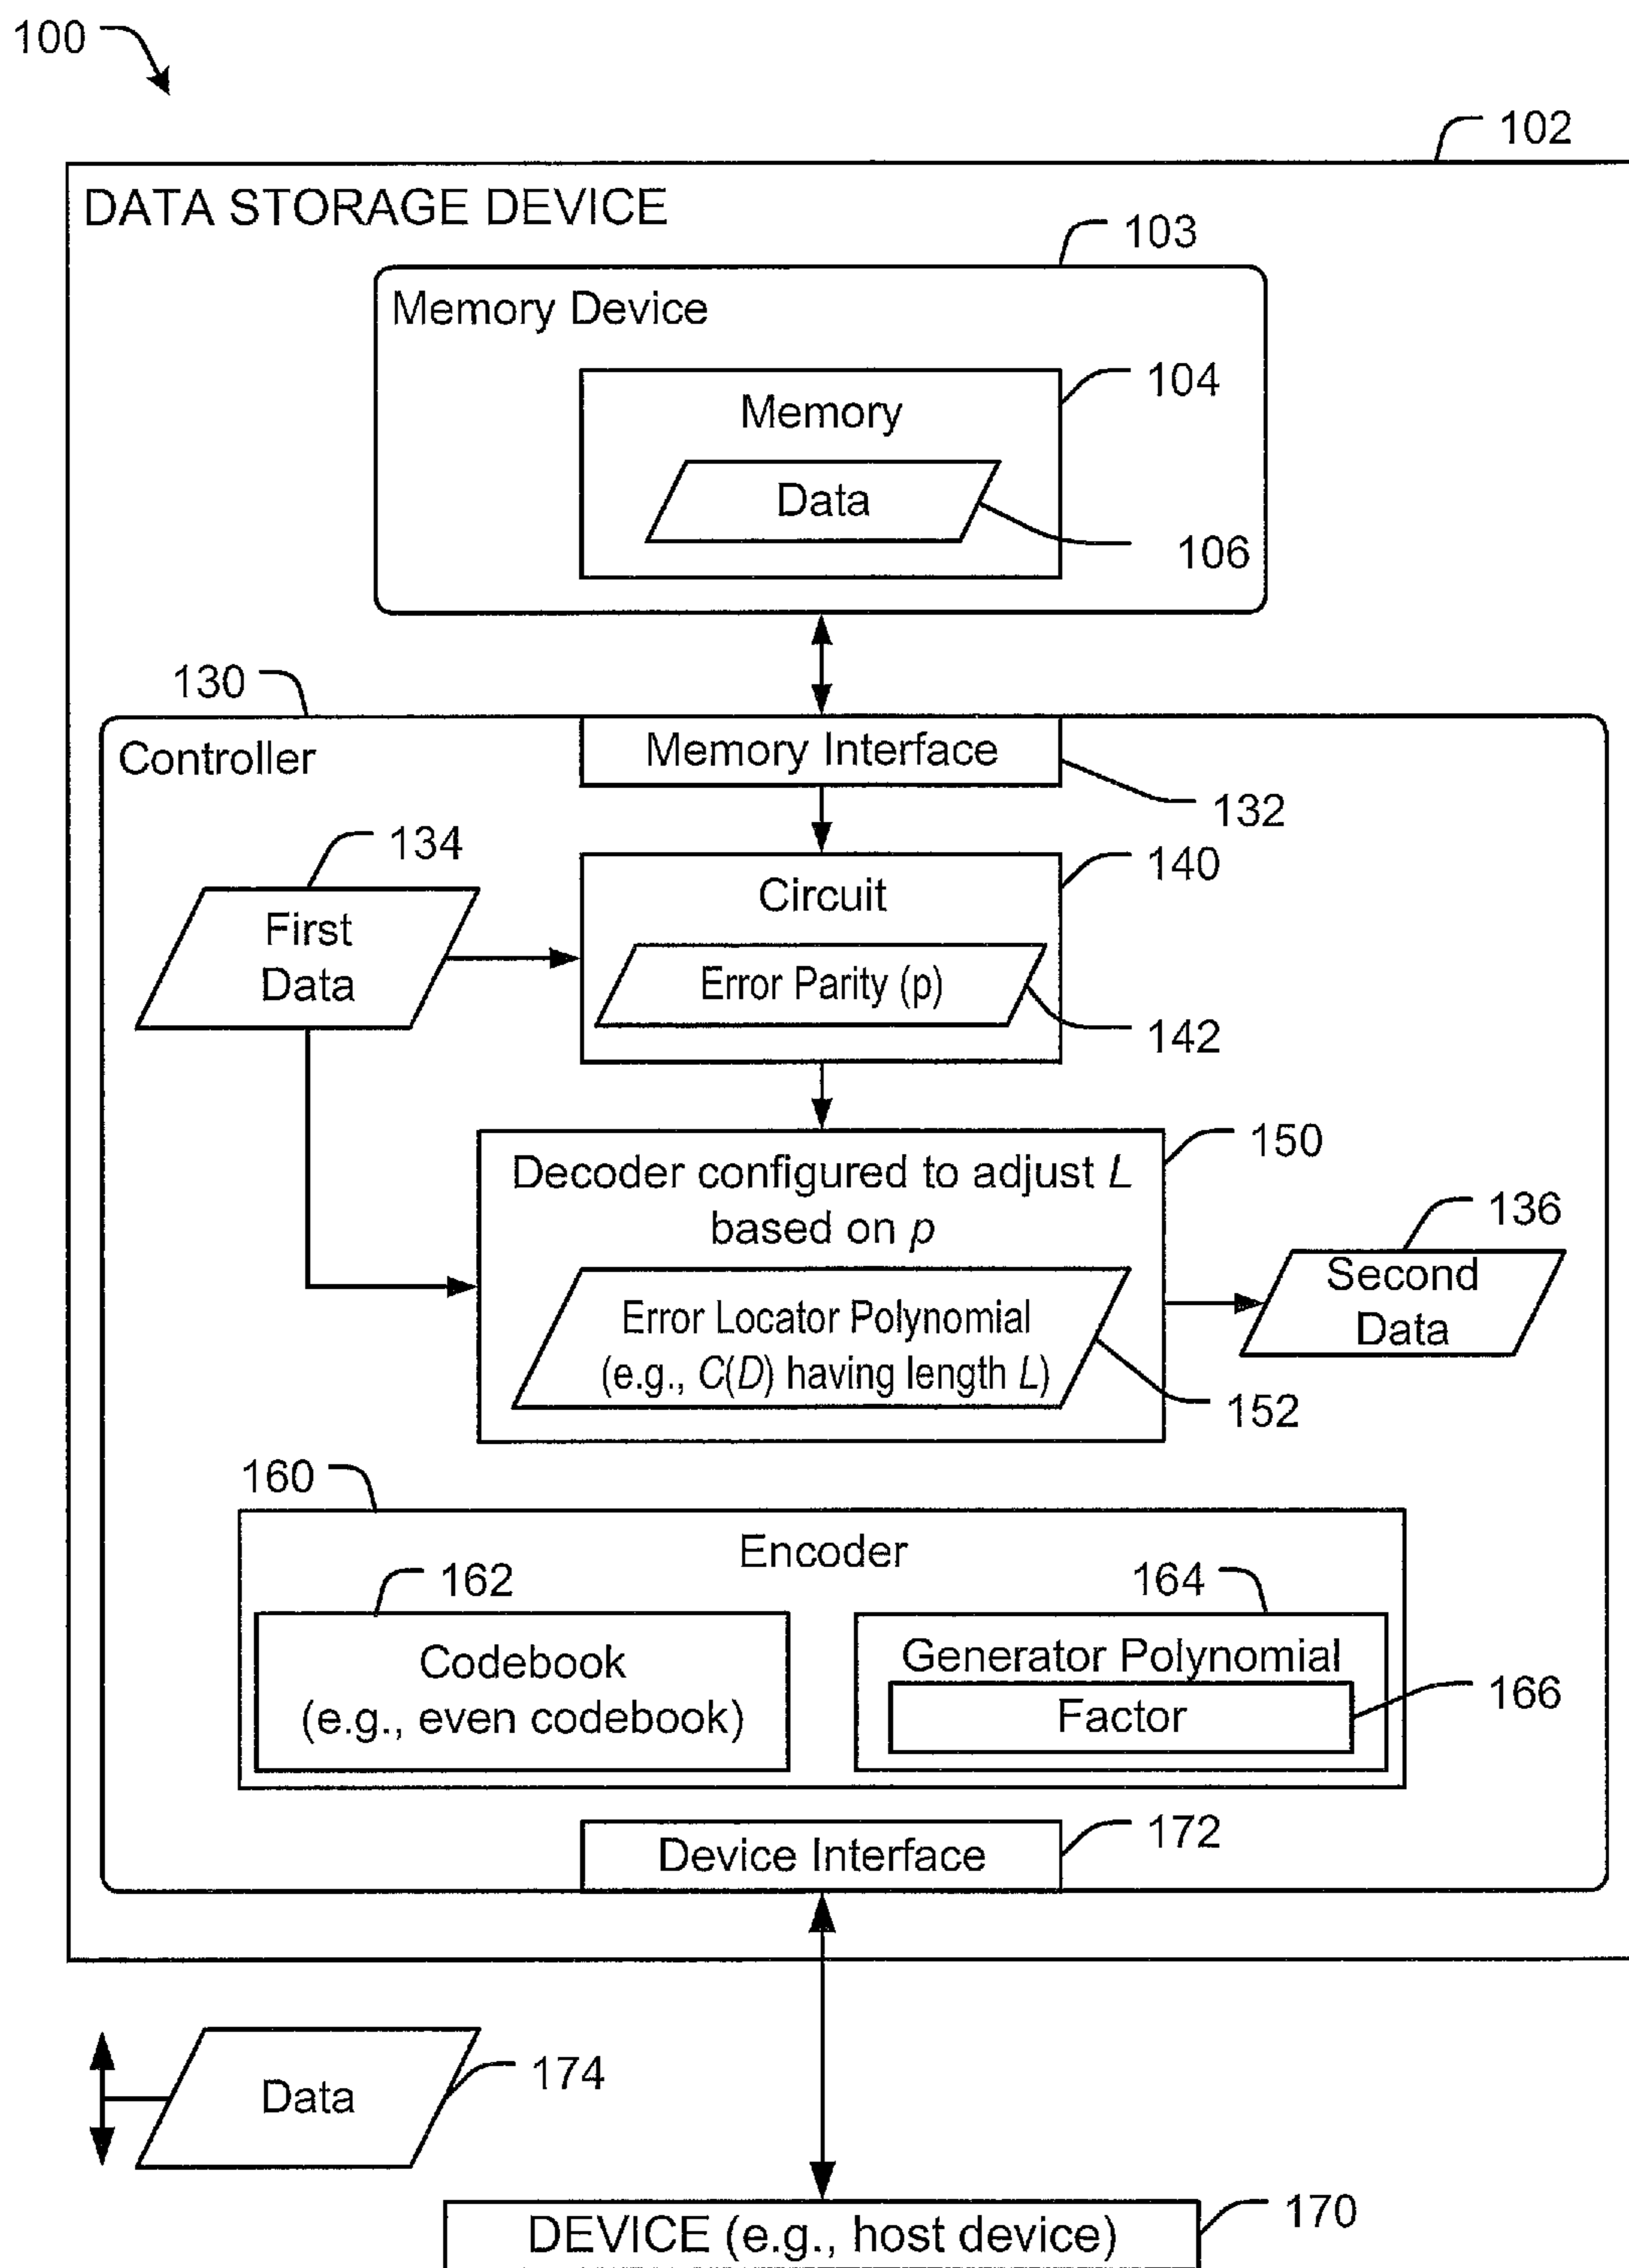 100
102
DATA STORAGE DEVICE
103
Memory Device
104
Memory
Data
106
130
Controller
Memory Interface
132
134
First
Data
140
Circuit
Error Parity (p)
142
150
Decoder configured to adjust L
based on p
Error Locator Polynomial
(e.g., C(D) having length L)
152
136
Second
Data
160
Encoder
162
Codebook
(e.g., even codebook)
164
Generator Polynomial
Factor
166
172
Device Interface
Data
174
170
DEVICE (e.g., host device)